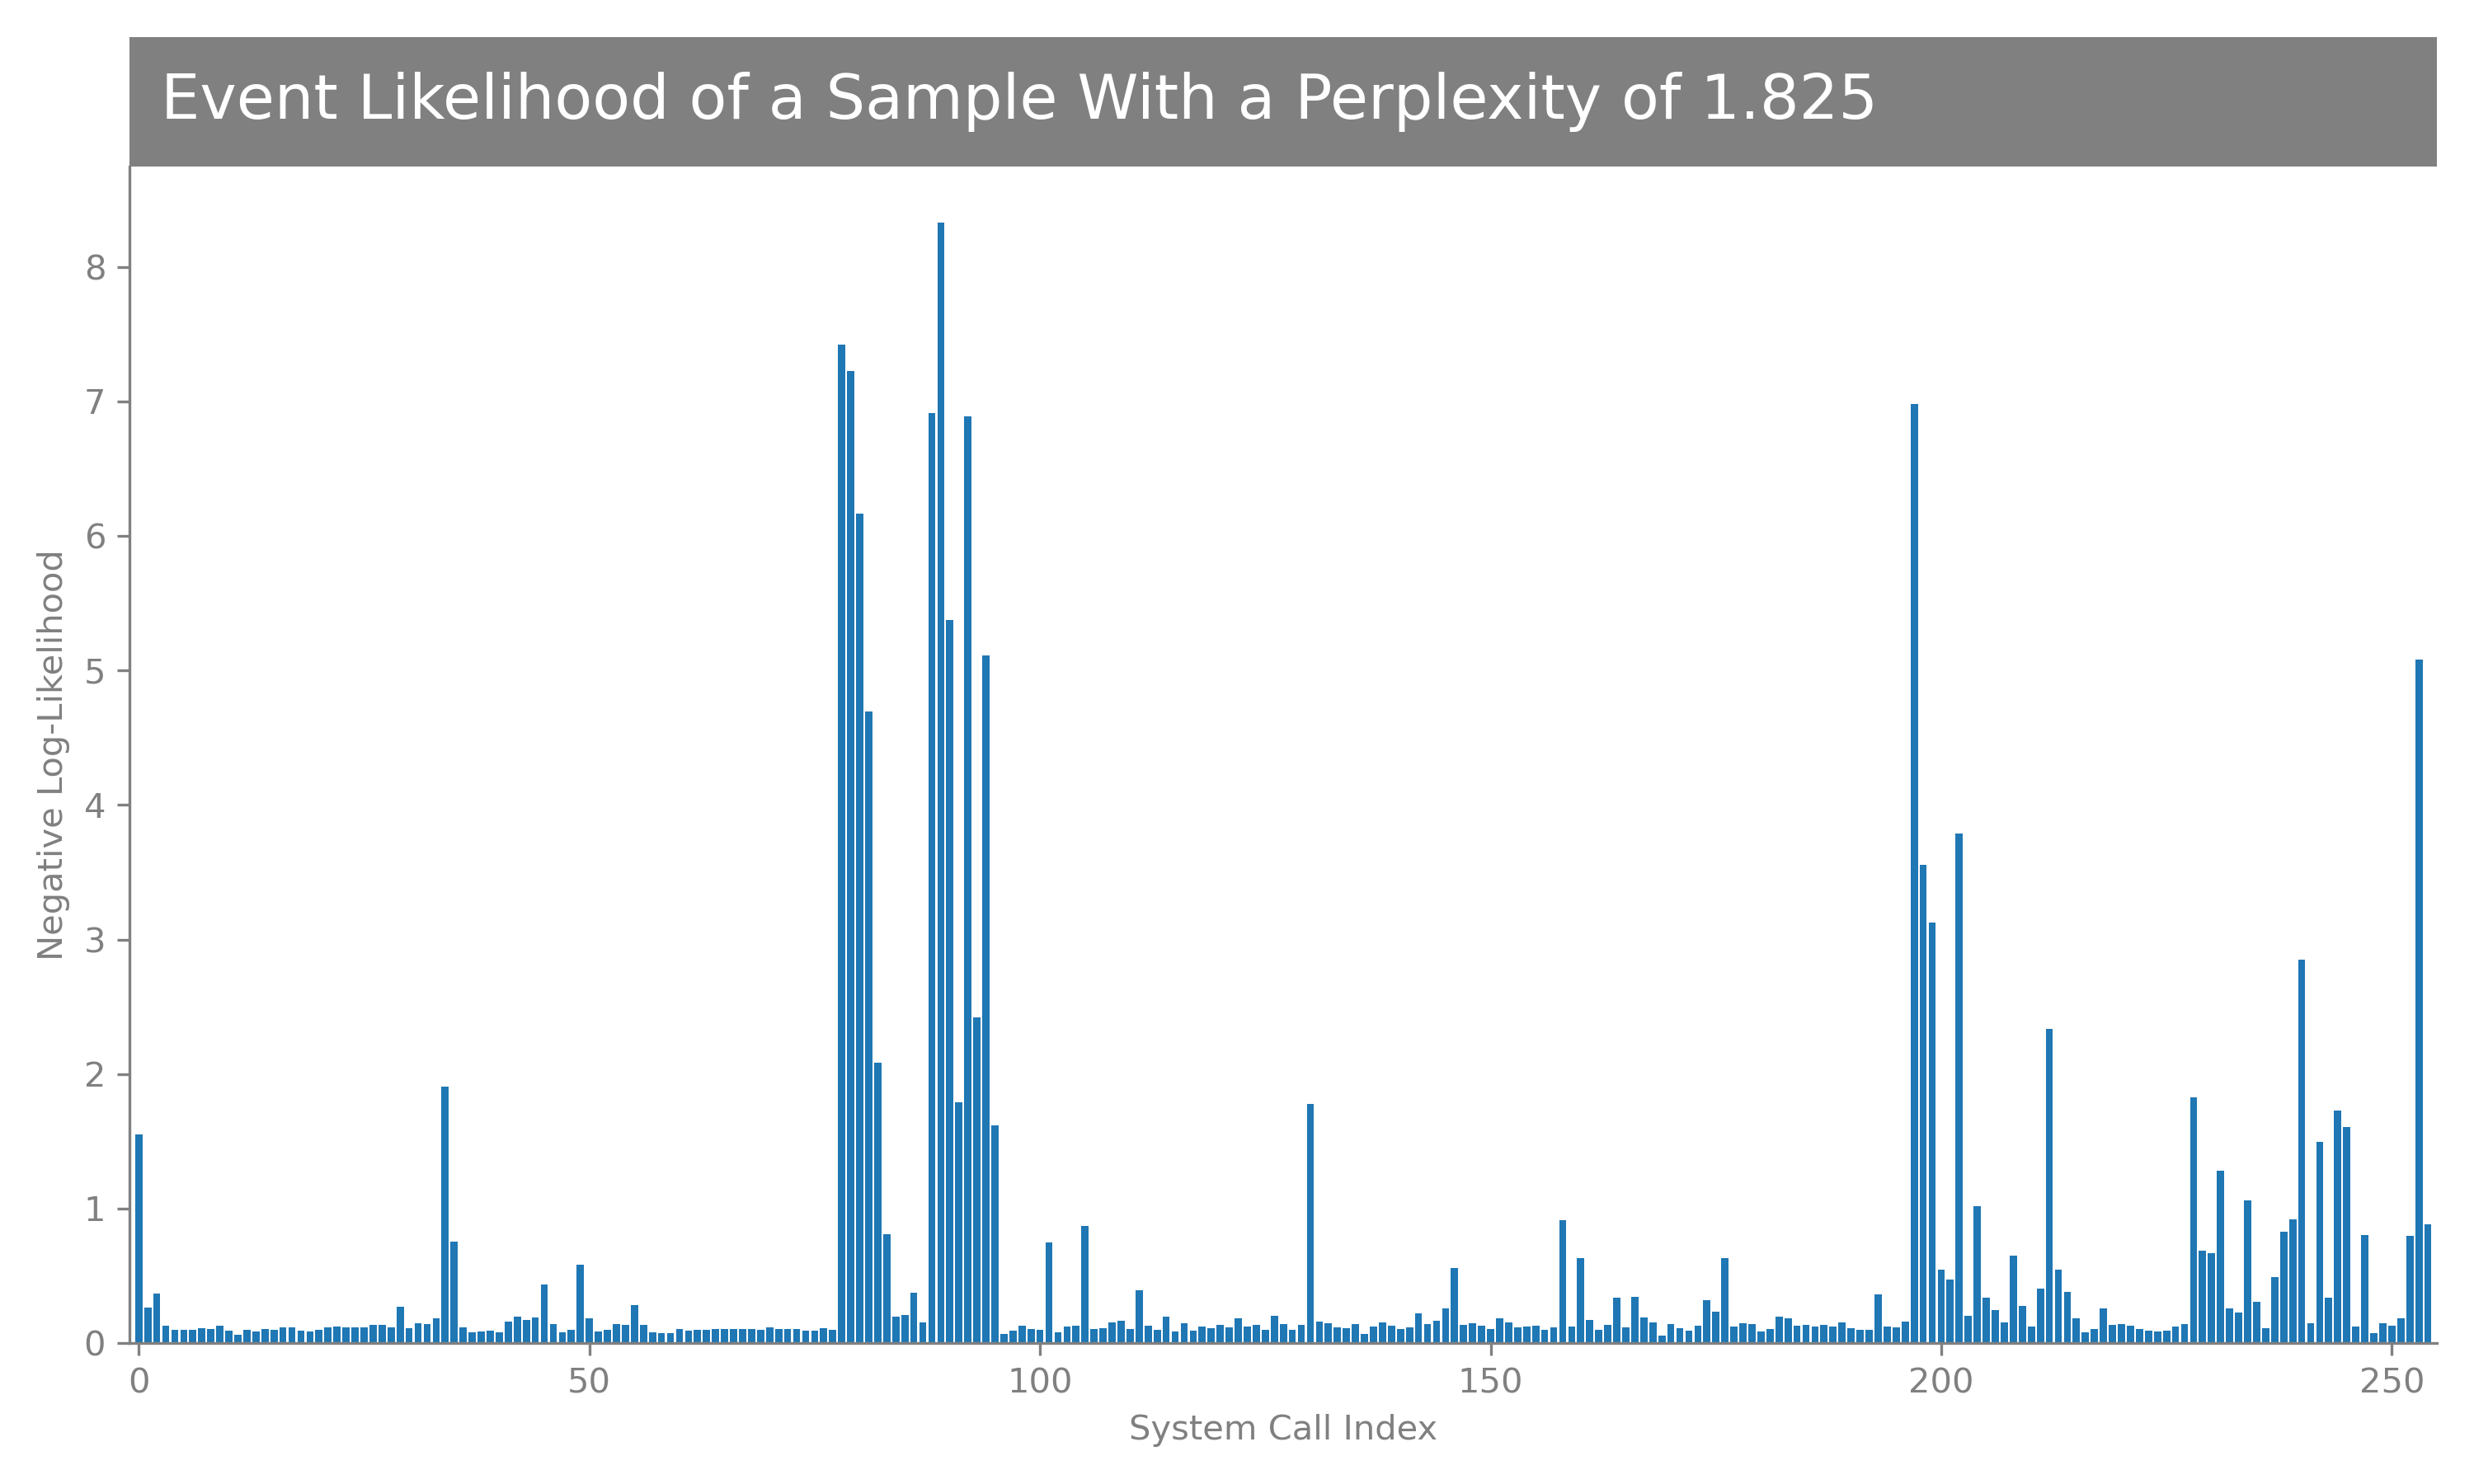 Event Likelihood of a Sample With a Perplexity of 1.825
8
7
6
5
4
3
2
1
0
Negative Log-Likelihood
0 50 100 150 200 250
System Call Index